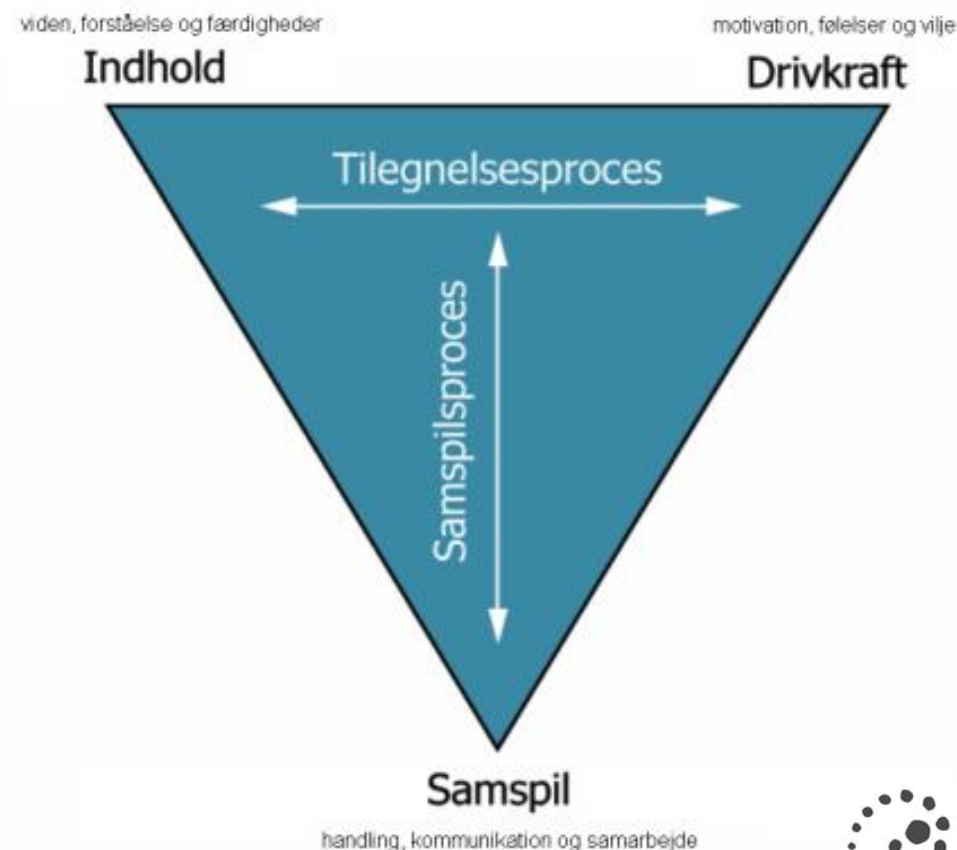 viden, forståelse og færdigheder
motivation, følelser og vilje
Indhold
Drivkraft
Tilegnelsesproces
Samspilsproces
Samspil
handling, kommunikation og samarbejde